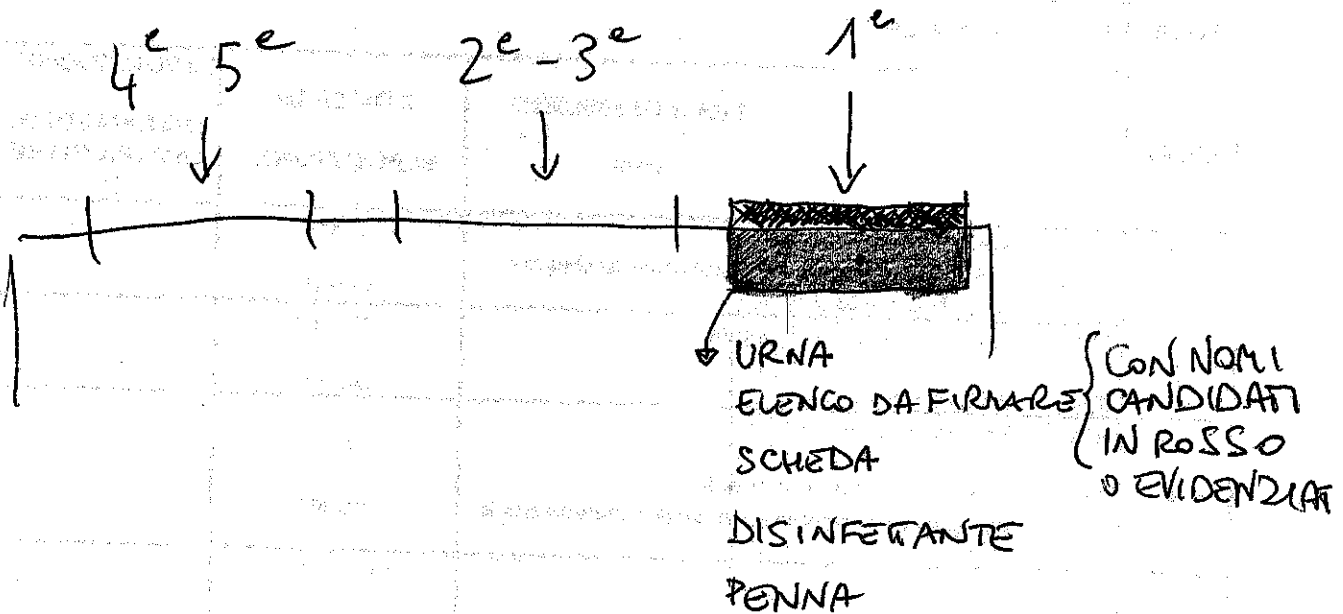 4ᵉ 5ᵉ 2ᵉ - 3ᵉ 1ᵉ
URNA
ELENCO DA FIRMARE { CON NOMI
CANDIDATI
IN ROSSO
O EVIDENZIATI
SCHEDA
DISINFETTANTE
PENNA